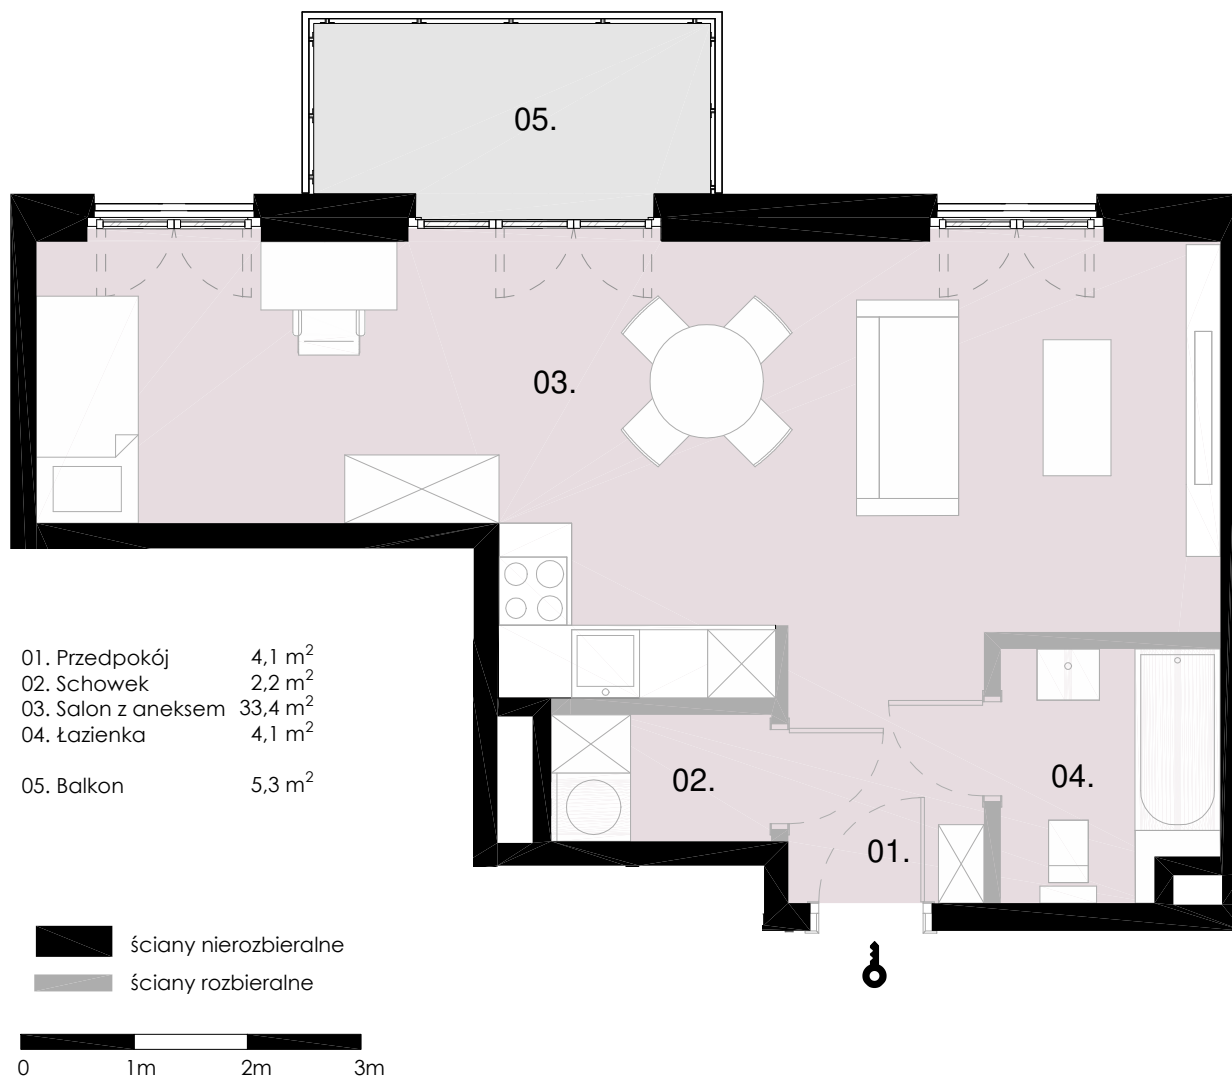 05.
03.
01. Przedpokój 4,1 m²
02. Schowek 2,2 m²
03. Salon z aneksem 33,4 m²
04. Łazienka 4,1 m²
05. Balkon 5,3 m²
02.
04.
01.
ściany nierozbieralne
ściany rozbieralne
0 1m 2m 3m